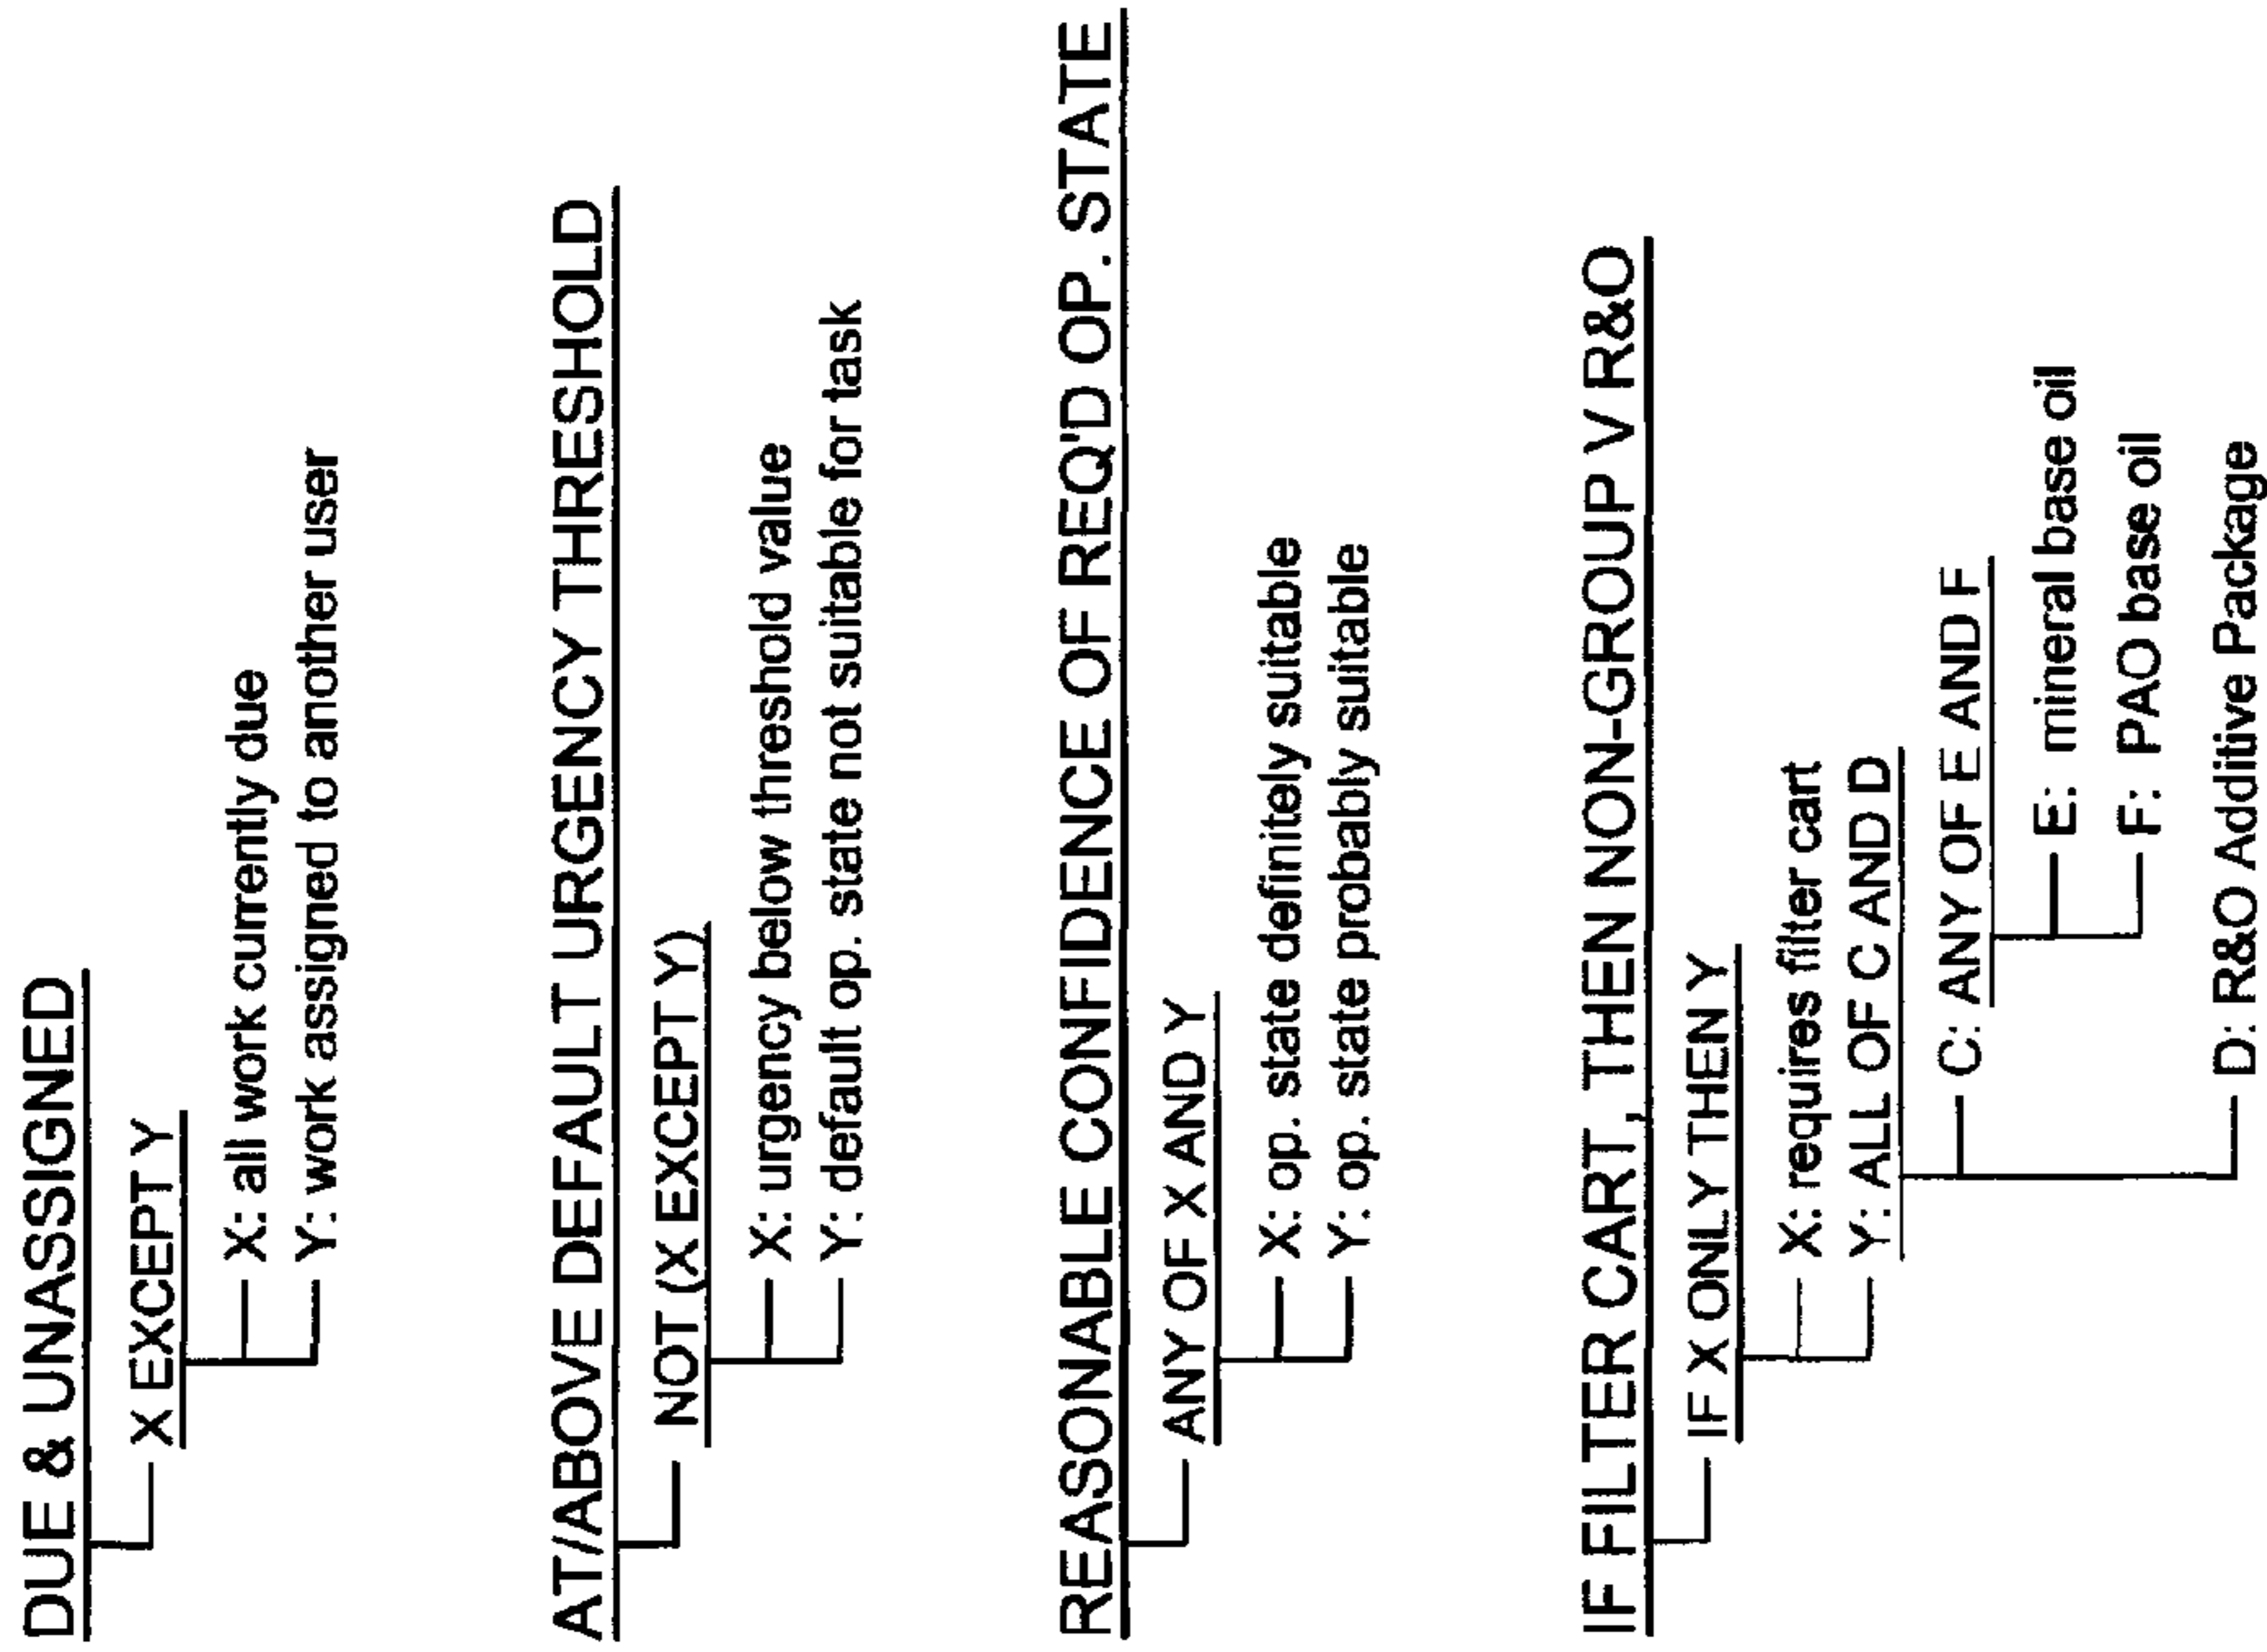 DUE & UNASSIGNED
X EXCEPT Y
X: all work currently due
Y: work assigned to another user
AT/ABOVE DEFAULT URGENCY THRESHOLD
NOT (X EXCEPT Y)
X: urgency below threshold value
Y: default op. state not suitable for task
REASONABLE CONFIDENCE OF REQ'D OP. STATE
ANY OF X AND Y
X: op. state definitely suitable
Y: op. state probably suitable
IF FILTER CART, THEN NON-GROUP V R&O
IF X ONLY THEN Y
X: requires filter cart
Y: ALL OF C AND D
C: ANY OF E AND F
E: mineral base oil
F: PAO base oil
D: R&O Additive Package